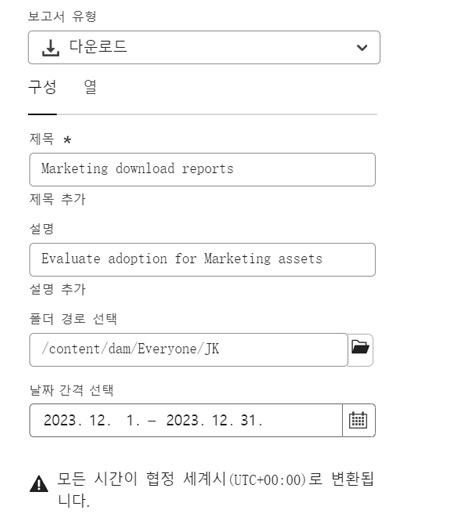 보고서 유형
다운로드
구성 열
제목 *
Marketing download reports
제목 추가
설명
Evaluate adoption for Marketing assets
설명 추가
폴더 경로 선택
/content/dam/Everyone/JK
날짜 간격 선택
2023. 12. 1. – 2023. 12. 31.
모든 시간이 협정 세계시(UTC+00:00)로 변환됩
니다.